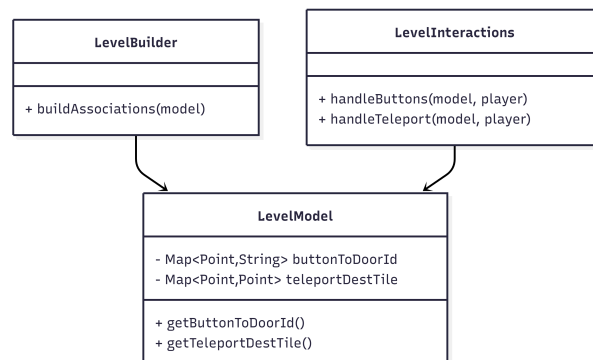 LevelBuilder
+ buildAssociations(model)
LevelInteractions
+ handleButtons(model, player)
+ handleTeleport(model, player)
LevelModel
- Map<Point,String> buttonToDoorId
- Map<Point,Point> teleportDestTile
+ getButtonToDoorId()
+ getTeleportDestTile()